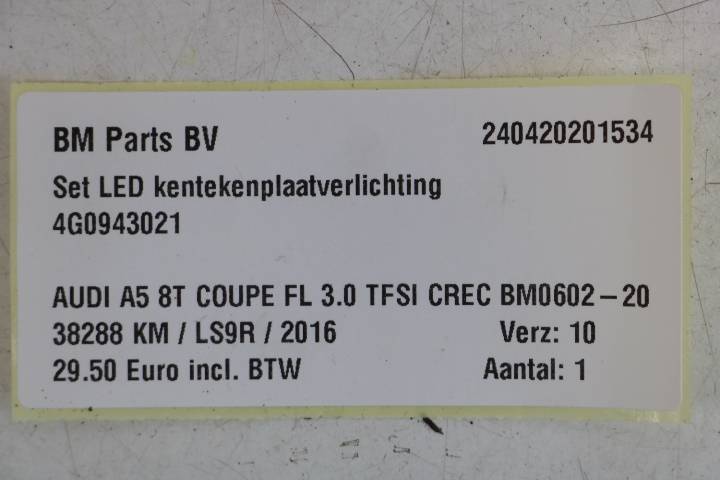 BM Parts BV 240420201534
Set LED kentekenplaatverlichting
4G0943021
AUDI A5 8T COUPE FL 3.0 TFSI CREC BM0602-20
38288 KM / LS9R / 2016 Verz: 10
29.50 Euro incl. BTW Aantal: 1